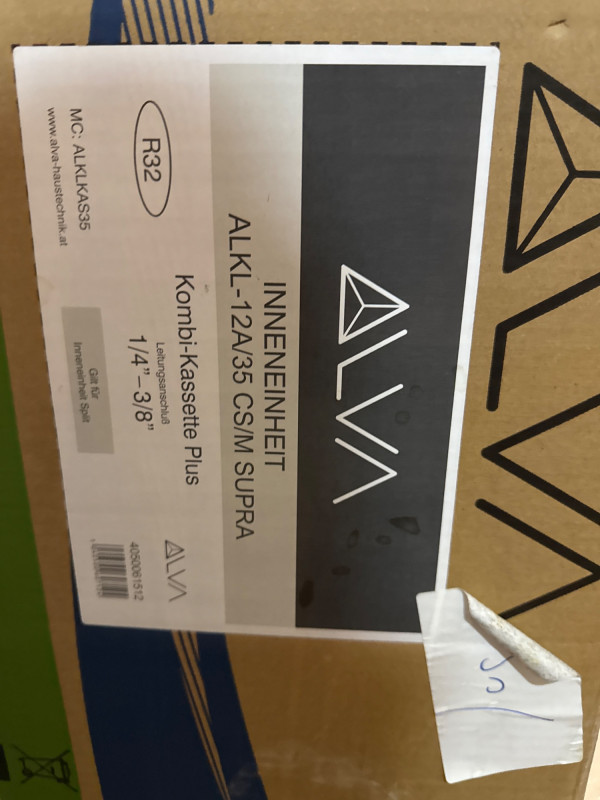 ALVA
ALVA
INNENEINHEIT
ALKL-12A/35 CS/M SUPRA
Kombi-Kassette Plus
Leitungsanschluß
1/4”–3/8”
R32
MC: ALKLKAS35
www.alva-haustechnik.at
Gilt für
Inneneinheit Split
ALVA
4050061512